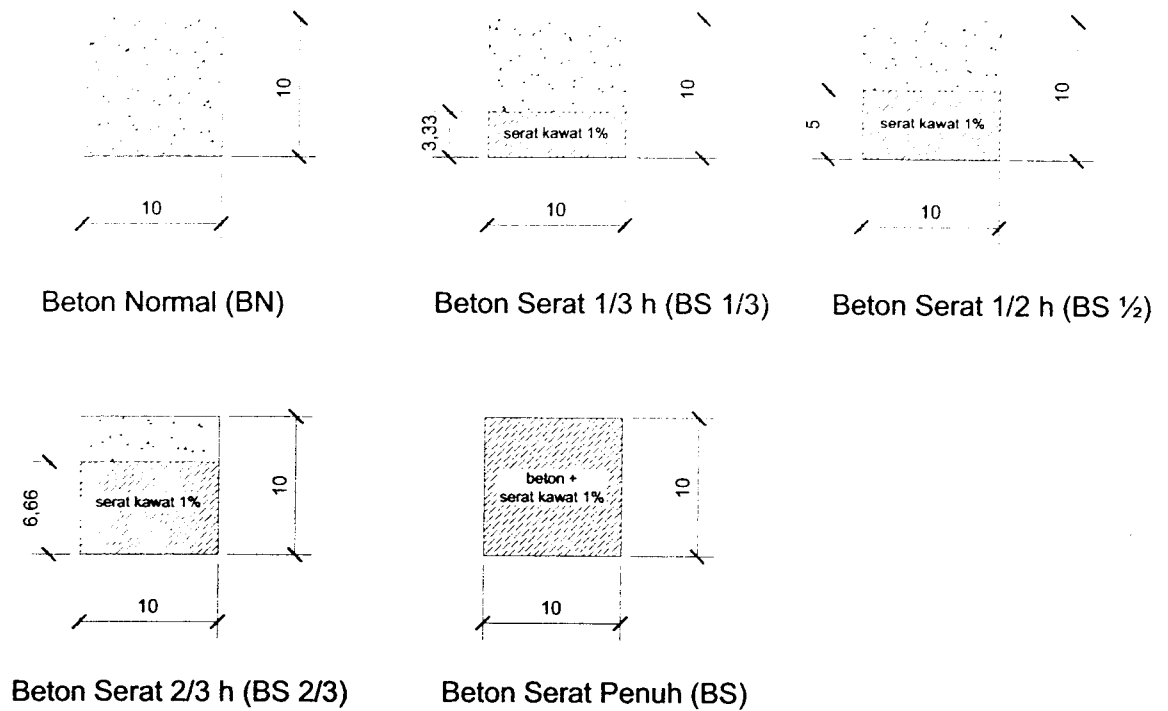 10
10
Beton Normal (BN)
3,33
serat kawat 1%
10
10
Beton Serat 1/3 h (BS 1/3)
5
serat kawat 1%
10
10
Beton Serat 1/2 h (BS ½)
6,66
serat kawat 1%
10
10
Beton Serat 2/3 h (BS 2/3)
beton +
serat kawat 1%
10
10
Beton Serat Penuh (BS)